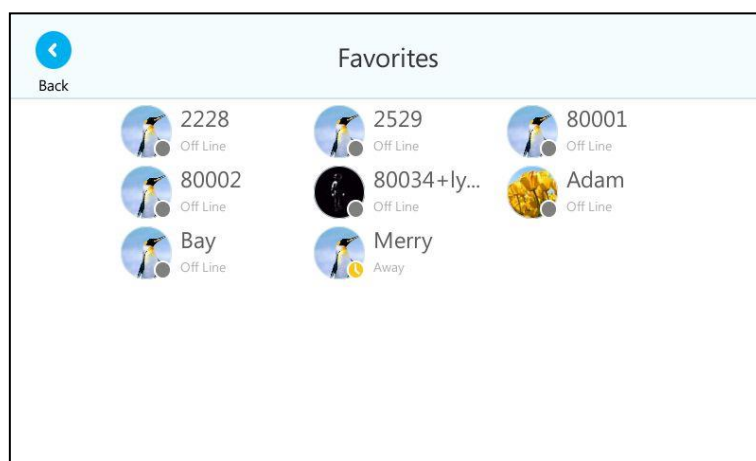 Favorites
Back
2228
Off Line
2529
Off Line
80001
Off Line
80002
Off Line
80034+ly...
Off Line
Adam
Off Line
Bay
Off Line
Merry
Away